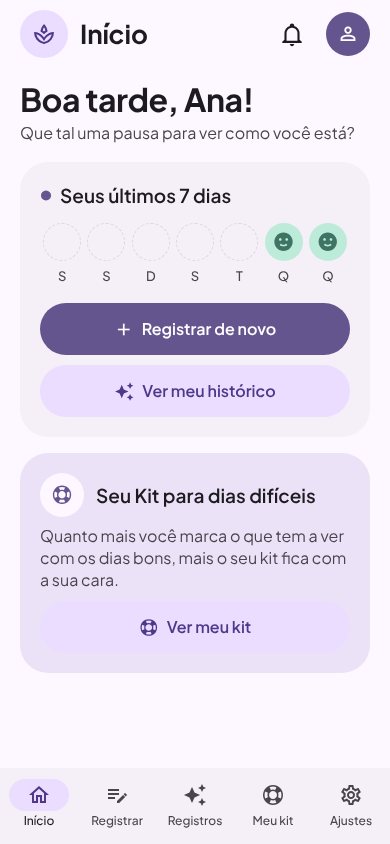 Início
Boa tarde, Ana!
Que tal uma pausa para ver como você está?
Seus últimos 7 dias
S S D S T Q Q
Registrar de novo
Ver meu histórico
Seu Kit para dias difíceis
Quanto mais você marca o que tem a ver
com os dias bons, mais o seu kit fica com
a sua cara.
Ver meu kit
Início Registrar Registros Meu kit Ajustes